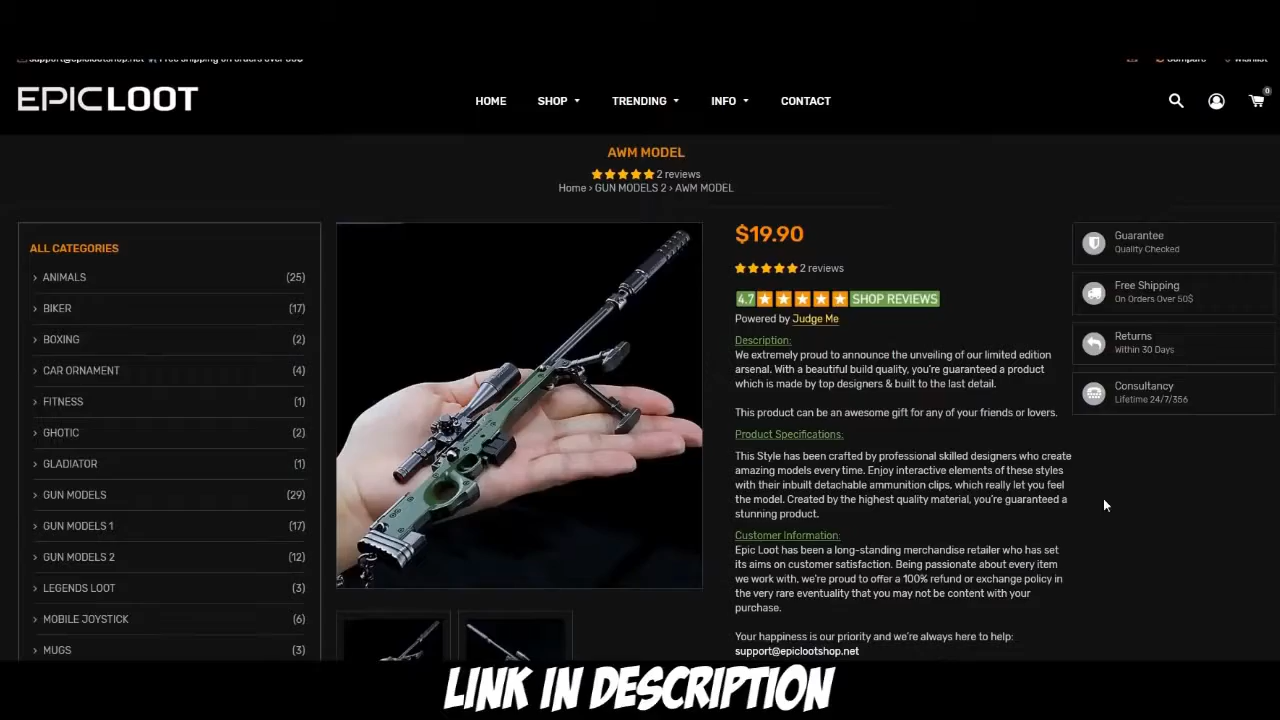 support@epiclootshop.net Free shipping on orders over 50$
Compare
Wishlist
EPICLOOT
HOME
SHOP
TRENDING
INFO
CONTACT
0
AWM MODEL
2 reviews
Home › GUN MODELS 2 › AWM MODEL
ALL CATEGORIES
ANIMALS (25)
BIKER (17)
BOXING (2)
CAR ORNAMENT (4)
FITNESS (1)
GHOTIC (2)
GLADIATOR (1)
GUN MODELS (29)
GUN MODELS 1 (17)
GUN MODELS 2 (12)
LEGENDS LOOT (3)
MOBILE JOYSTICK (6)
MUGS (3)
$19.90
2 reviews
4.7 SHOP REVIEWS
Powered by Judge Me
Description:
We extremely proud to announce the unveiling of our limited edition
arsenal. With a beautiful build quality, you're guaranteed a product
which is made by top designers & built to the last detail.
This product can be an awesome gift for any of your friends or lovers.
Product Specifications:
This Style has been crafted by professional skilled designers who create
amazing models every time. Enjoy interactive elements of these styles
with their inbuilt detachable ammunition clips, which really let you feel
the model. Created by the highest quality material, you're guaranteed a
stunning product.
Customer Information:
Epic Loot has been a long-standing merchandise retailer who has set
its aims on customer satisfaction. Being passionate about every item
we work with, we're proud to offer a 100% refund or exchange policy in
the very rare eventuality that you may not be content with your
purchase.
Your happiness is our priority and we're always here to help:
support@epiclootshop.net
Guarantee
Quality Checked
Free Shipping
On Orders Over 50$
Returns
Within 30 Days
Consultancy
Lifetime 24/7/356
LINK IN DESCRIPTION